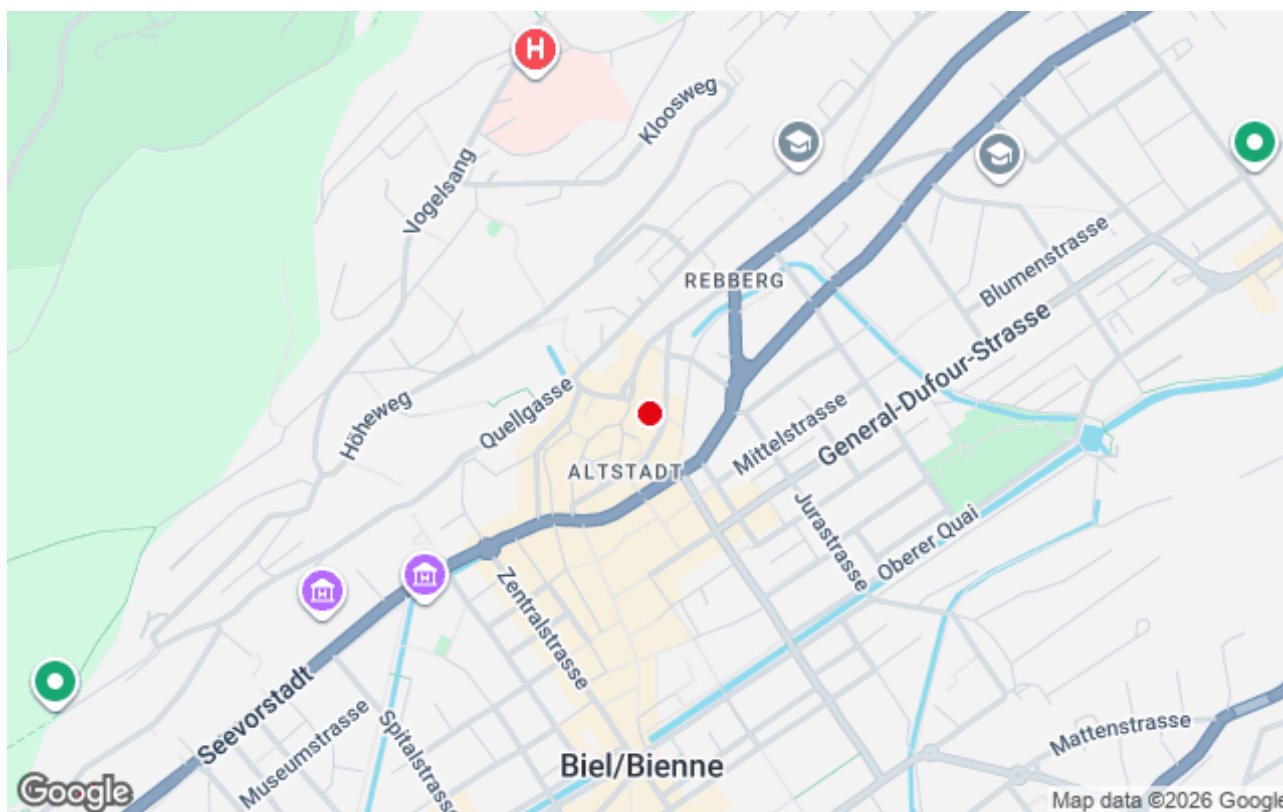 H
Kloosweg
Vogelsang
REBBERG
Blumenstrasse
General-Dufour-Strasse
Höheweg
Quellgasse
Mittelstrasse
ALTSTADT
Jurastrasse
Oberer Quai
Zentralstrasse
Seevorstadt
Museumstrasse
Spitalstrasse
Mattenstrasse
Biel/Bienne
Google
Map data ©2026 Google